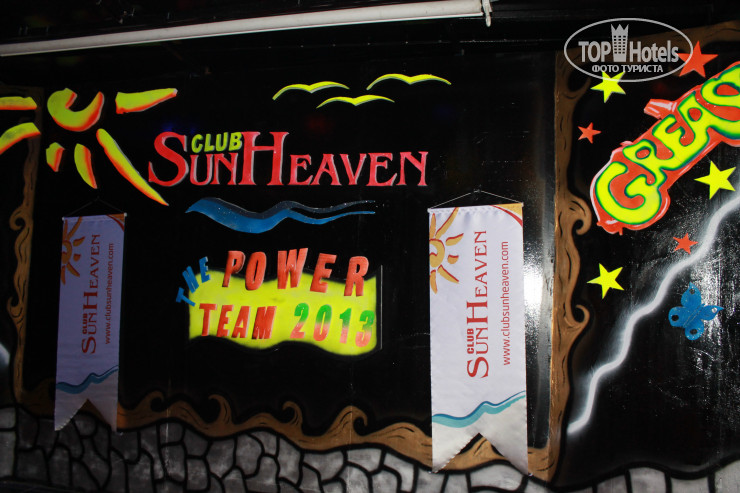 TOP Hotels
ФОТО ТУРИСТА
CLUB
SUNHEAVEN
THE POWER
TEAM 2013
CLUB
SUNHEAVEN
www.clubsunheaven.com
CLUB
SUNHEAVEN
www.clubsunheaven.com